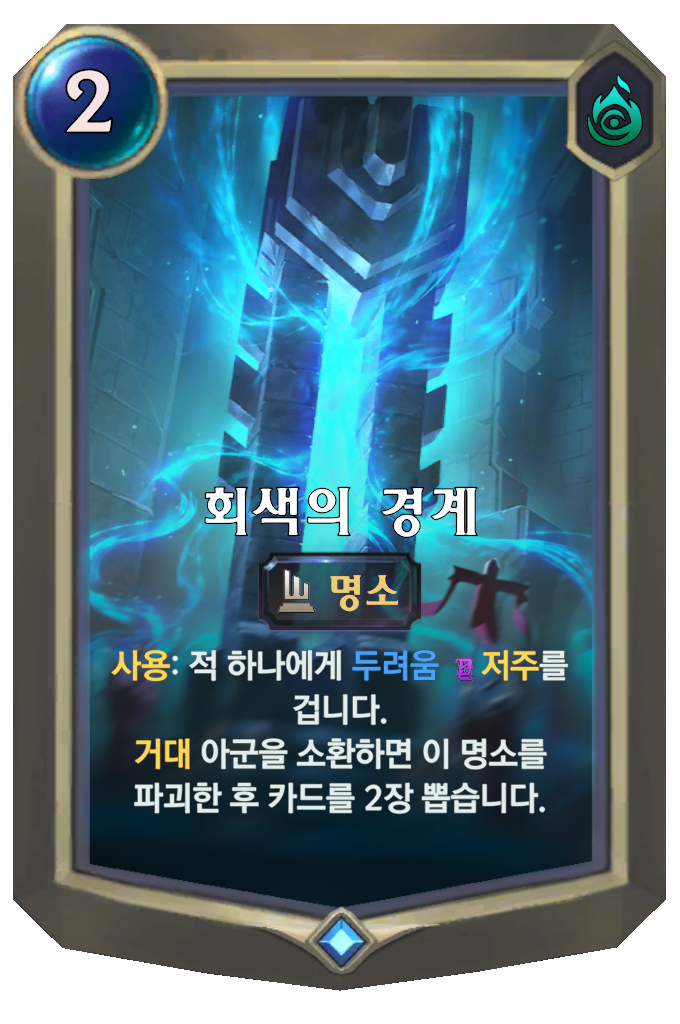 2
회색의 경계
명소
사용: 적 하나에게 두려움 저주를
겁니다.
거대 아군을 소환하면 이 명소를
파괴한 후 카드를 2장 뽑습니다.